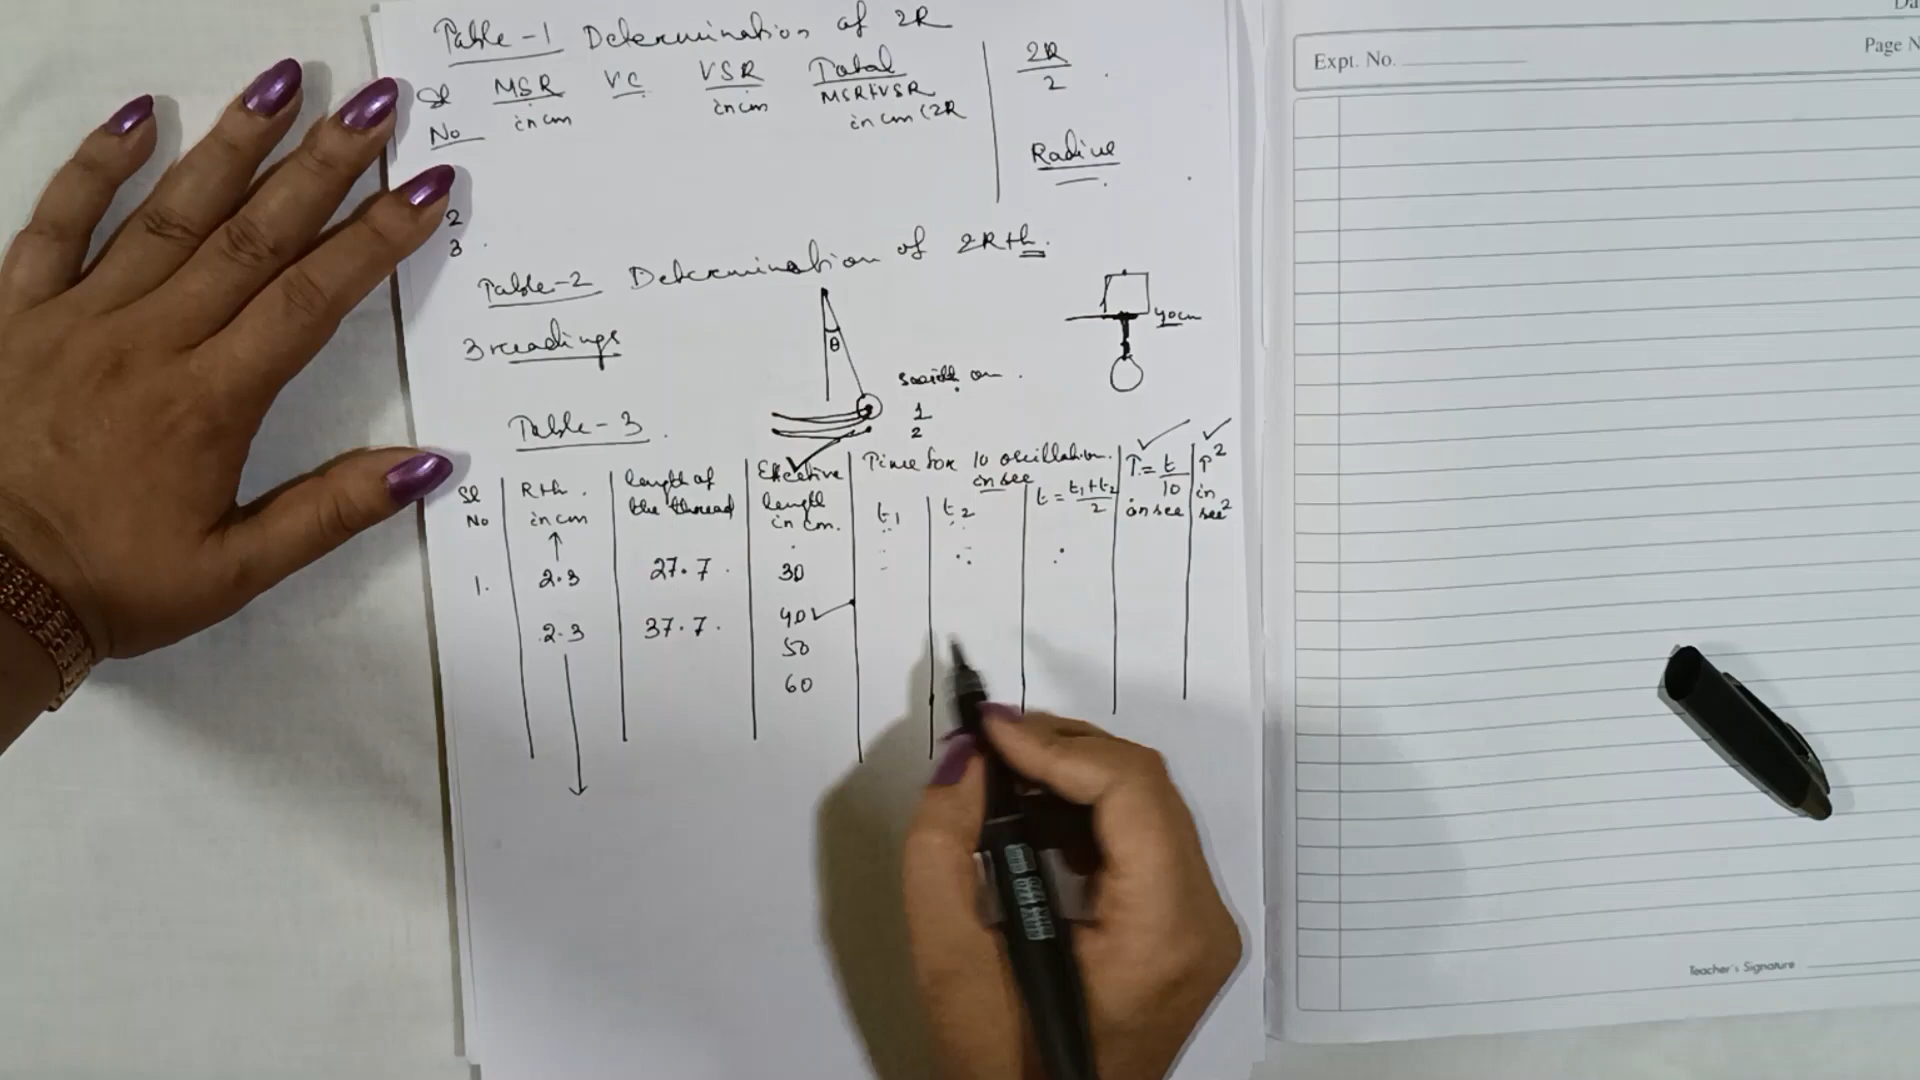 Table-1 Determination of 2R
Sl No MSR in cm VC VSR in cm Total MSR+VSR in cm (2R
2R
2
Radius
2
3
Table-2 Determination of 2R+h.
3 readings
θ
40cm
switch on.
1
2
Table-3
Sl No
R+h. in cm
length of the thread
Effective length in cm.
Time for 10 oscillation. in sec
t1
t2
t = t1+t2
2
T = t
10
in sec
T2 in sec2
1. 2.3 27.7 30
2.3 37.7. 40
50
60
Expt. No.
Page N
Da
Teacher's Signature